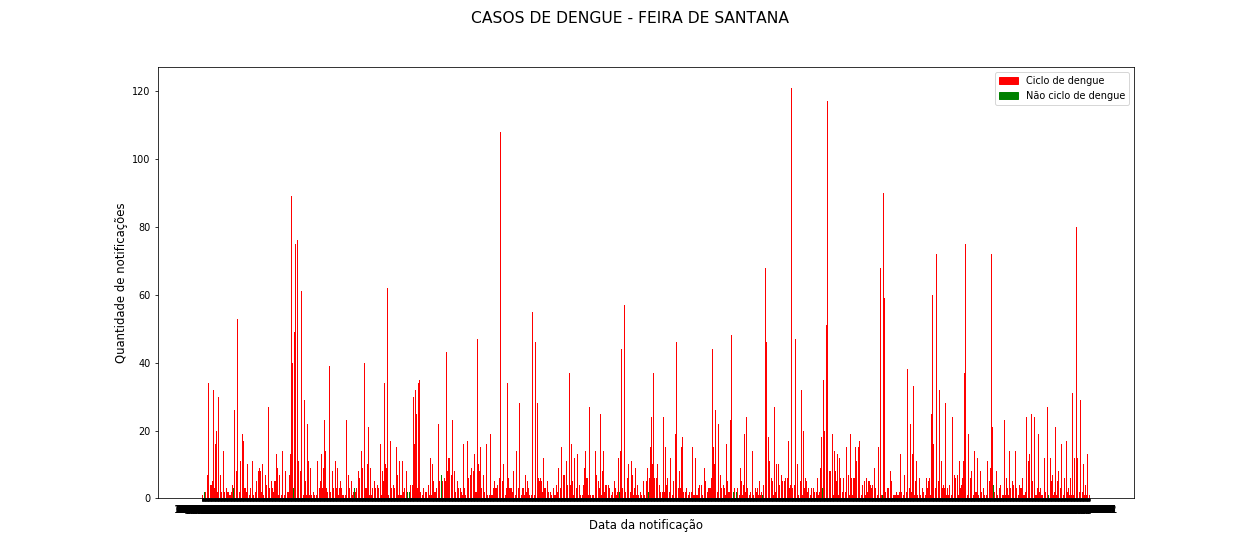 CASOS DE DENGUE - FEIRA DE SANTANA
Ciclo de dengue
Não ciclo de dengue
120
100
80
60
40
20
0
Quantidade de notificações
Data da notificação